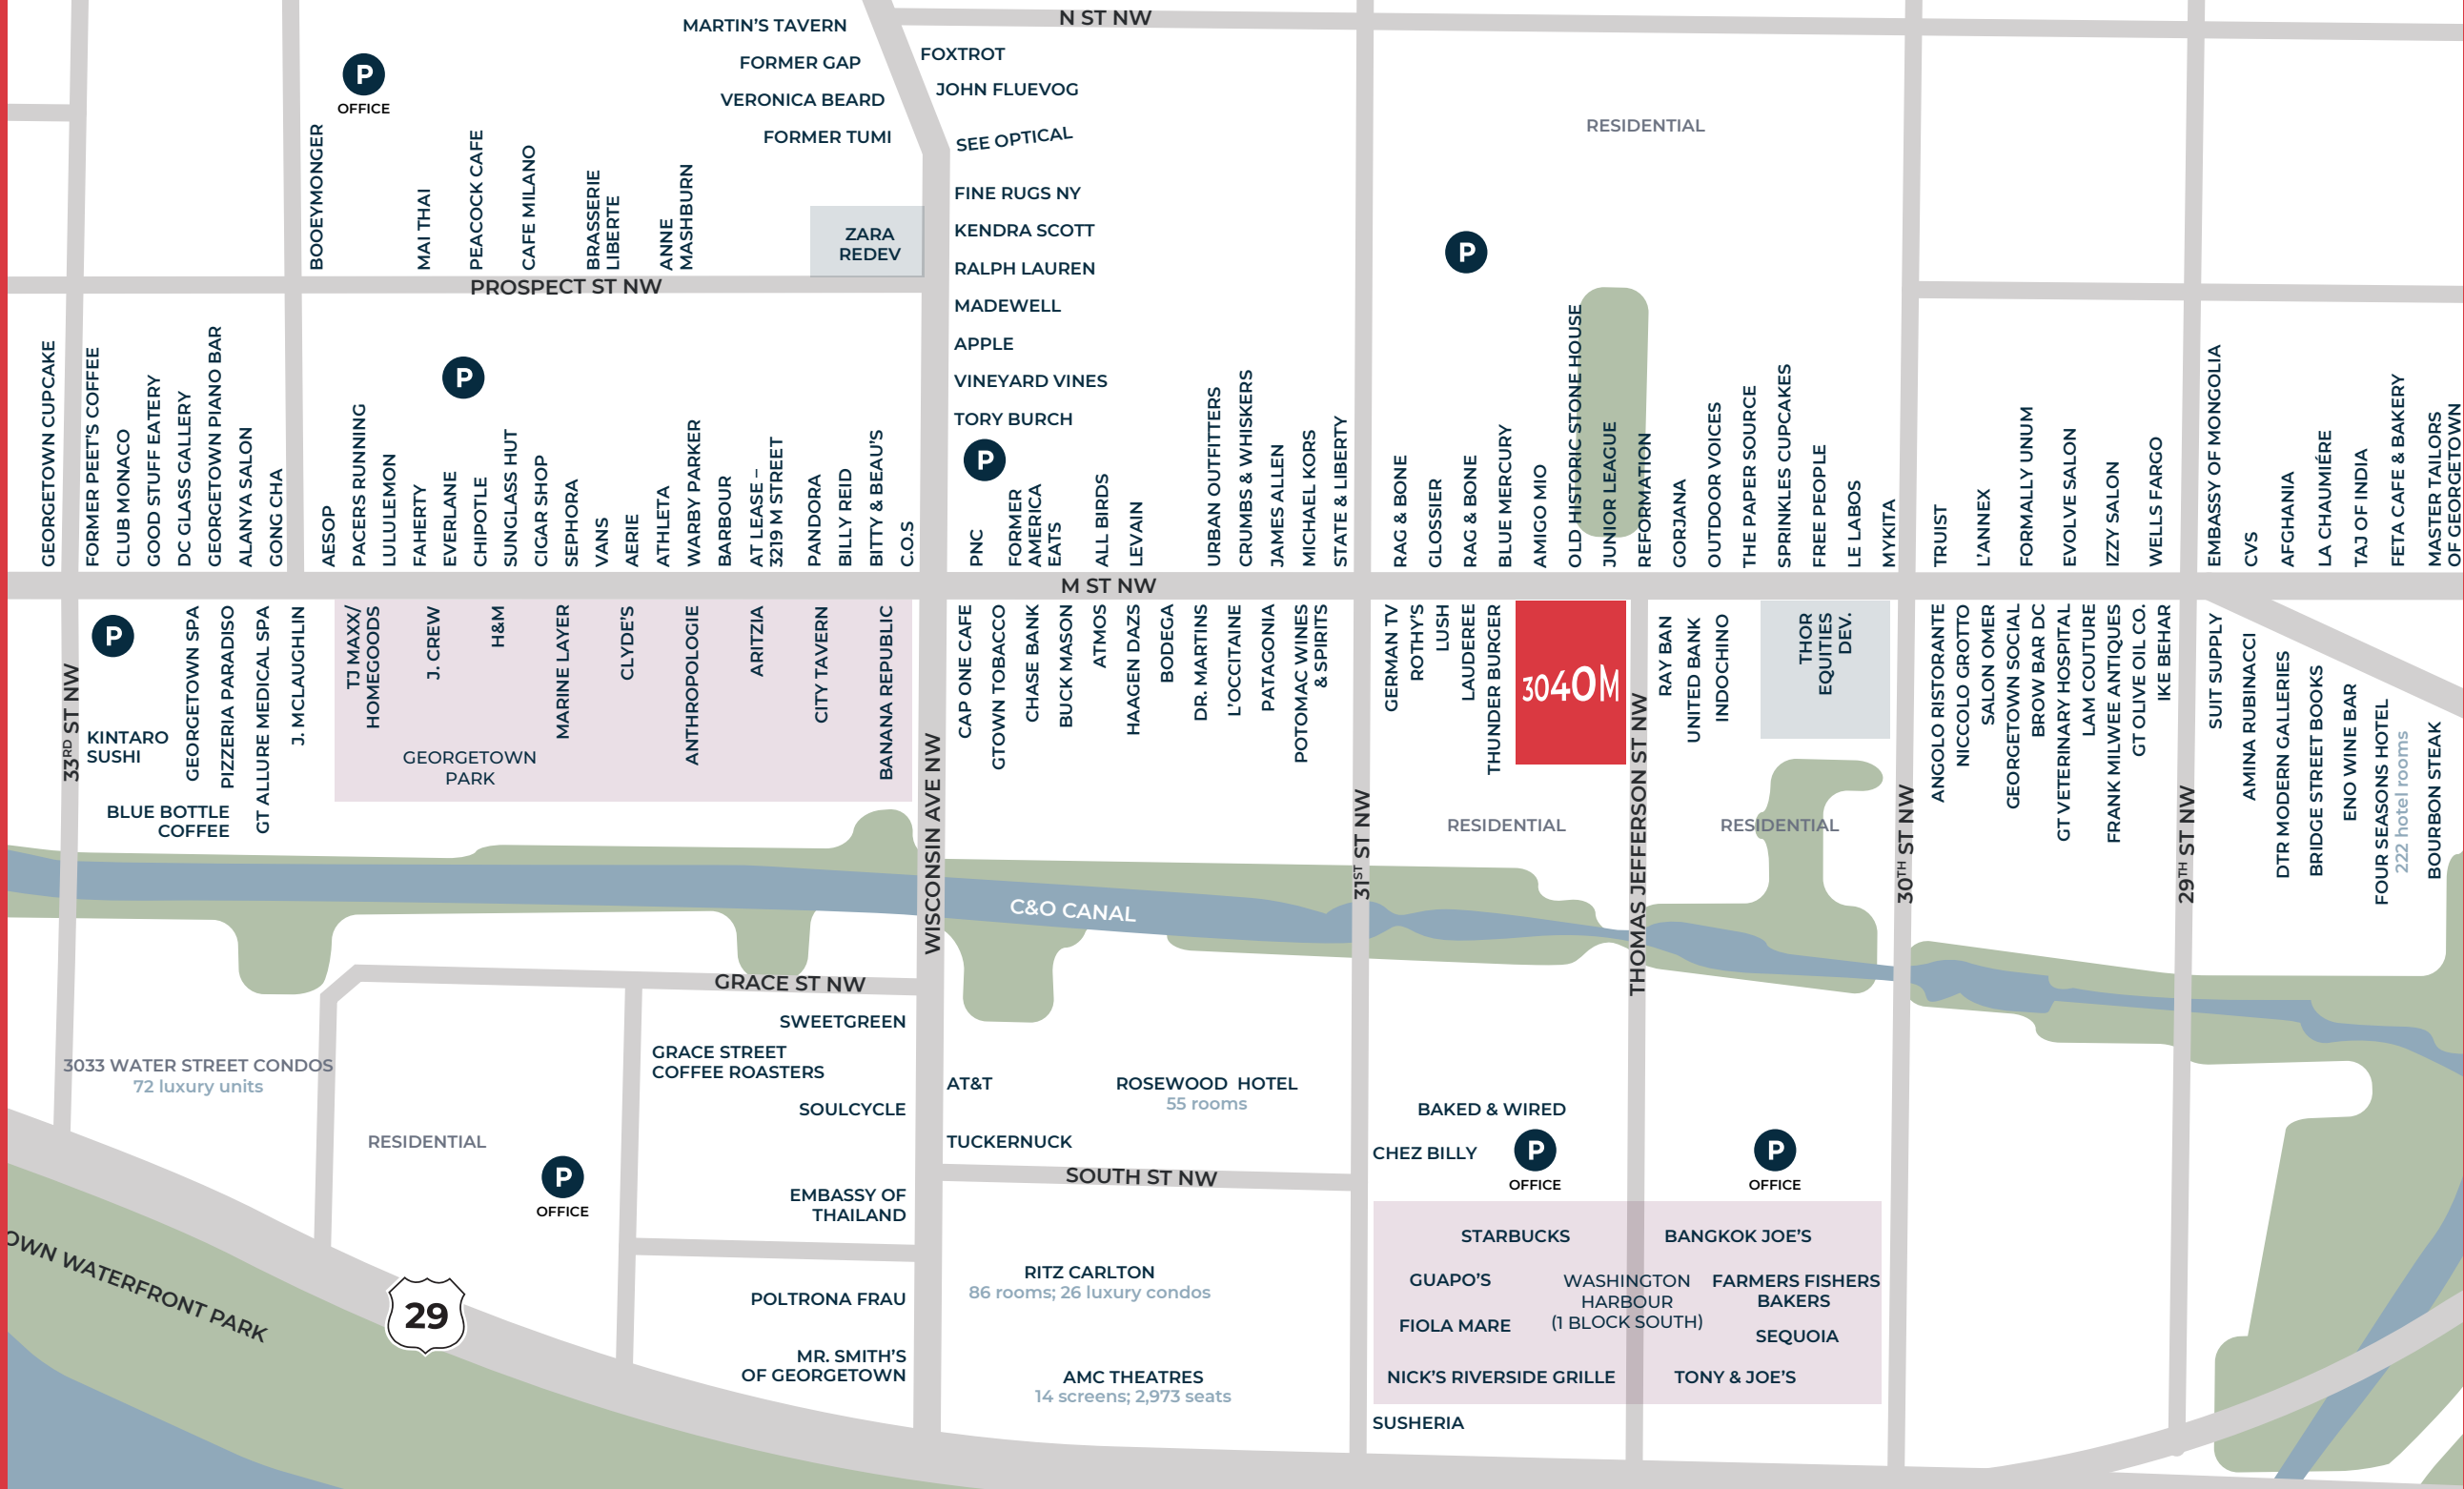 N ST NW
MARTIN'S TAVERN
FORMER GAP
VERONICA BEARD
FORMER TUMI
FOXTROT
JOHN FLUEVOG
SEE OPTICAL
P
OFFICE
RESIDENTIAL
BOOEYMONGER
MAI THAI
PEACOCK CAFE
CAFE MILANO
BRASSERIE
LIBERTE
ANNE
MASHBURN
ZARA
REDEV
FINE RUGS NY
KENDRA SCOTT
RALPH LAUREN
MADEWELL
APPLE
VINEYARD VINES
TORY BURCH
P
P
PROSPECT ST NW
P
GEORGETOWN CUPCAKE
FORMER PEET'S COFFEE
CLUB MONACO
GOOD STUFF EATERY
DC GLASS GALLERY
GEORGETOWN PIANO BAR
ALANYA SALON
GONG CHA
AESOP
PACERS RUNNING
LULULEMON
FAHERTY
EVERLANE
CHIPOTLE
SUNGLASS HUT
CIGAR SHOP
SEPHORA
VANS
AERIE
ATHLETA
WARBY PARKER
BARBOUR
AT LEASE –
3219 M STREET
PANDORA
BILLY REID
BITTY & BEAU'S
C.O.S
PNC
FORMER
AMERICA
EATS
ALL BIRDS
LEVAIN
URBAN OUTFITTERS
CRUMBS & WHISKERS
JAMES ALLEN
MICHAEL KORS
STATE & LIBERTY
RAG & BONE
GLOSSIER
RAG & BONE
BLUE MERCURY
AMIGO MIO
OLD HISTORIC STONE HOUSE
JUNIOR LEAGUE
REFORMATION
GORJANA
OUTDOOR VOICES
THE PAPER SOURCE
SPRINKLES CUPCAKES
FREE PEOPLE
LE LABOS
MYKITA
TRUIST
L'ANNEX
FORMALLY UNUM
EVOLVE SALON
IZZY SALON
WELLS FARGO
EMBASSY OF MONGOLIA
CVS
AFGHANIA
LA CHAUMIÈRE
TAJ OF INDIA
FETA CAFE & BAKERY
MASTER TAILORS
OF GEORGETOWN
M ST NW
33RD ST NW
P
KINTARO
SUSHI
BLUE BOTTLE
COFFEE
GEORGETOWN SPA
PIZZERIA PARADISO
GT ALLURE MEDICAL SPA
J. MCLAUGHLIN
TJ MAXX/
HOMEGOODS
J. CREW
H&M
MARINE LAYER
CLYDE'S
ANTHROPOLOGIE
ARITZIA
CITY TAVERN
BANANA REPUBLIC
GEORGETOWN
PARK
WISCONSIN AVE NW
CAP ONE CAFE
GTOWN TOBACCO
CHASE BANK
BUCK MASON
ATMOS
HAAGEN DAZS
BODEGA
DR. MARTINS
L'OCCITAINE
PATAGONIA
POTOMAC WINES
& SPIRITS
31ST ST NW
GERMAN TV
ROTHY'S
LUSH
LAUDEREE
THUNDER BURGER
3040M
THOMAS JEFFERSON ST NW
RAY BAN
UNITED BANK
INDOCHINO
THOR
EQUITIES
DEV.
RESIDENTIAL
RESIDENTIAL
30TH ST NW
ANGOLO RISTORANTE
NICCOLO GROTTO
SALON OMER
GEORGETOWN SOCIAL
BROW BAR DC
GT VETERINARY HOSPITAL
LAM COUTURE
FRANK MILWEE ANTIQUES
GT OLIVE OIL CO.
IKE BEHAR
29TH ST NW
SUIT SUPPLY
AMINA RUBINACCI
DTR MODERN GALLERIES
BRIDGE STREET BOOKS
ENO WINE BAR
FOUR SEASONS HOTEL
222 hotel rooms
BOURBON STEAK
C&O CANAL
GRACE ST NW
SWEETGREEN
GRACE STREET
COFFEE ROASTERS
SOULCYCLE
EMBASSY OF
THAILAND
POLTRONA FRAU
MR. SMITH'S
OF GEORGETOWN
3033 WATER STREET CONDOS
72 luxury units
RESIDENTIAL
P
OFFICE
29
OWN WATERFRONT PARK
AT&T
TUCKERNUCK
ROSEWOOD HOTEL
55 rooms
SOUTH ST NW
RITZ CARLTON
86 rooms; 26 luxury condos
AMC THEATRES
14 screens; 2,973 seats
BAKED & WIRED
CHEZ BILLY
P
OFFICE
P
OFFICE
STARBUCKS
BANGKOK JOE'S
GUAPO'S
WASHINGTON
HARBOUR
(1 BLOCK SOUTH)
FARMERS FISHERS
BAKERS
FIOLA MARE
SEQUOIA
NICK'S RIVERSIDE GRILLE
TONY & JOE'S
SUSHERIA